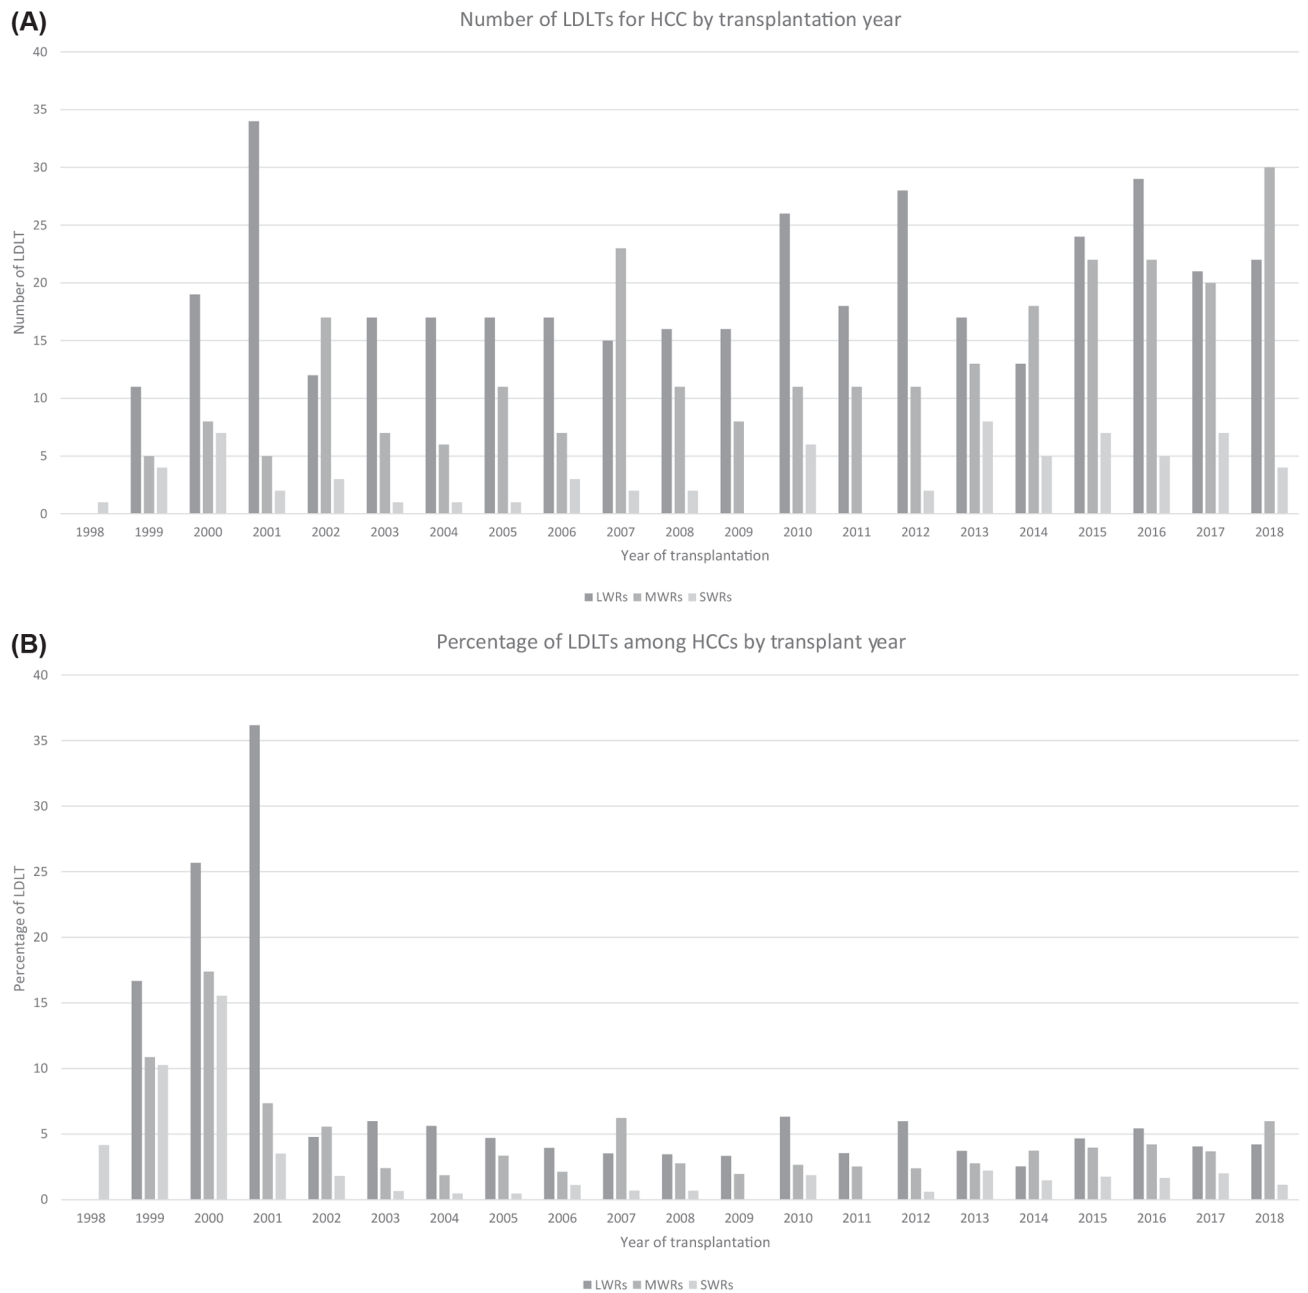 (A)
Number of LDLTs for HCC by transplantation year
40
35
30
25
20
15
10
5
0
Number of LDLT
1998 1999 2000 2001 2002 2003 2004 2005 2006 2007 2008 2009 2010 2011 2012 2013 2014 2015 2016 2017 2018
Year of transplantation
LWRs MWRs SWRs
(B)
Percentage of LDLTs among HCCs by transplant year
40
35
30
25
20
15
10
5
0
Percentage of LDLT
1998 1999 2000 2001 2002 2003 2004 2005 2006 2007 2008 2009 2010 2011 2012 2013 2014 2015 2016 2017 2018
Year of transplantation
LWRs MWRs SWRs